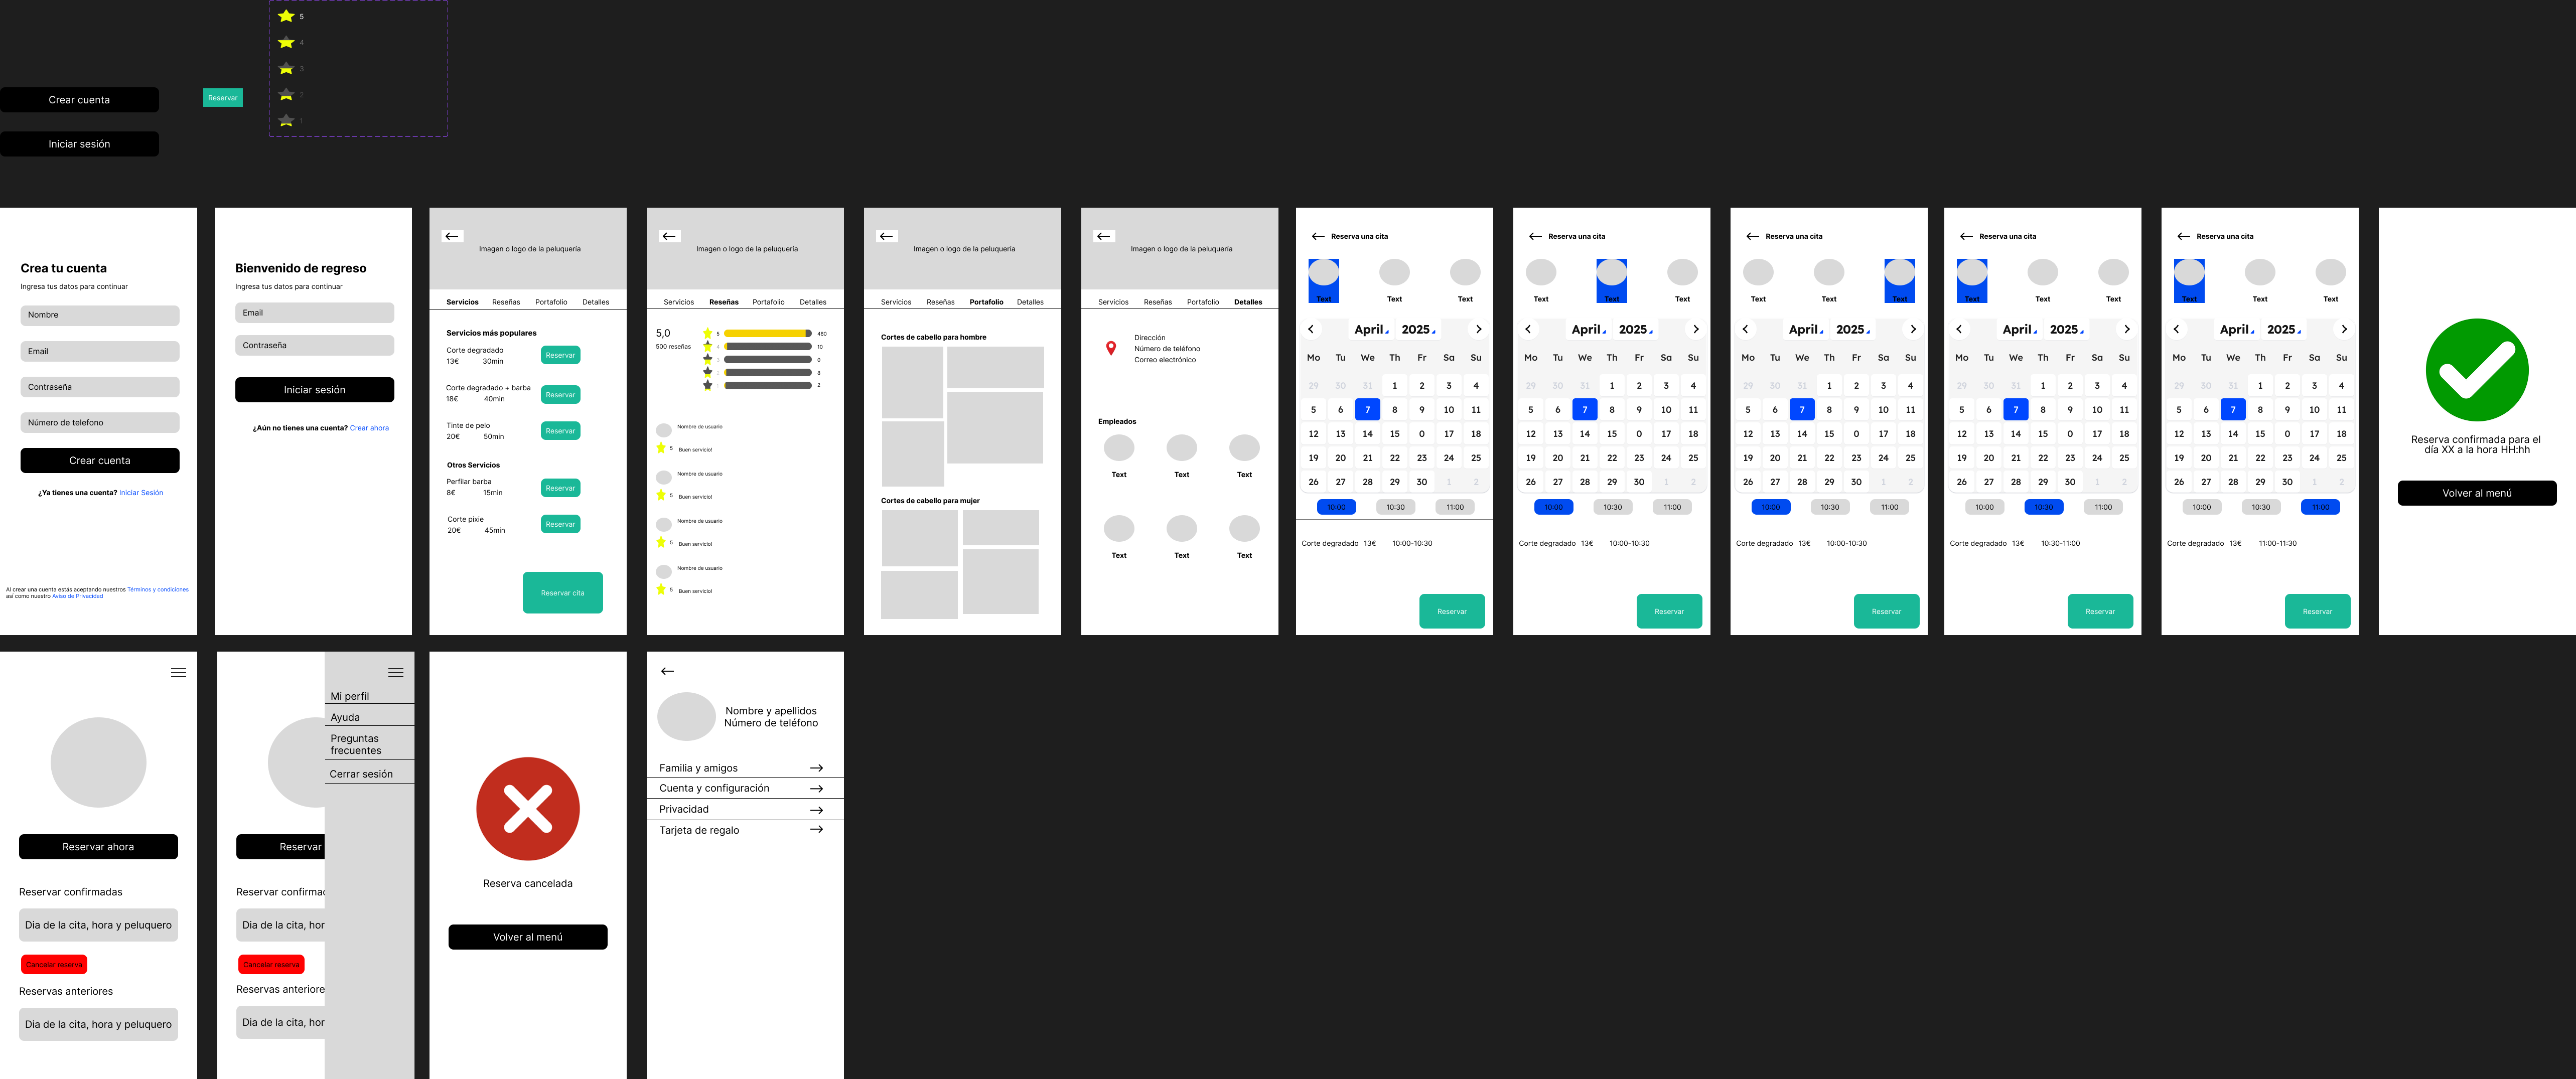 5
4
3
2
1
Crear cuenta
Reservar
Iniciar sesión
Crea tu cuenta
Ingresa tus datos para continuar
Nombre
Email
Contraseña
Número de telefono
Crear cuenta
¿Ya tienes una cuenta? Iniciar Sesión
Al crear una cuenta estás aceptando nuestros Términos y condiciones
así como nuestro Aviso de Privacidad
Bienvenido de regreso
Ingresa tus datos para continuar
Email
Contraseña
Iniciar sesión
¿Aún no tienes una cuenta? Crear ahora
Imagen o logo de la peluquería
Servicios Reseñas Portafolio Detalles
Servicios más populares
Corte degradado
13€ 30min
Reservar
Corte degradado + barba
18€ 40min
Reservar
Tinte de pelo
20€ 50min
Reservar
Otros Servicios
Perfilar barba
8€ 15min
Reservar
Corte pixie
20€ 45min
Reservar
Reservar cita
Imagen o logo de la peluquería
Servicios Reseñas Portafolio Detalles
5,0
500 reseñas
5 480
4 10
3 0
2 8
1 2
Nombre de usuario
5 Buen servicio!
Nombre de usuario
5 Buen servicio!
Nombre de usuario
5 Buen servicio!
Nombre de usuario
5 Buen servicio!
Imagen o logo de la peluquería
Servicios Reseñas Portafolio Detalles
Cortes de cabello para hombre
Cortes de cabello para mujer
Imagen o logo de la peluquería
Servicios Reseñas Portafolio Detalles
Dirección
Número de teléfono
Correo electrónico
Empleados
Text Text Text
Text Text Text
Reserva una cita
Text Text Text
April 2025
Mo Tu We Th Fr Sa Su
29 30 31 1 2 3 4
5 6 7 8 9 10 11
12 13 14 15 0 17 18
19 20 21 22 23 24 25
26 27 28 29 30 1 2
10:00 10:30 11:00
Corte degradado 13€ 10:00-10:30
Reservar
Reserva una cita
Text Text Text
April 2025
Mo Tu We Th Fr Sa Su
29 30 31 1 2 3 4
5 6 7 8 9 10 11
12 13 14 15 0 17 18
19 20 21 22 23 24 25
26 27 28 29 30 1 2
10:00 10:30 11:00
Corte degradado 13€ 10:00-10:30
Reservar
Reserva una cita
Text Text Text
April 2025
Mo Tu We Th Fr Sa Su
29 30 31 1 2 3 4
5 6 7 8 9 10 11
12 13 14 15 0 17 18
19 20 21 22 23 24 25
26 27 28 29 30 1 2
10:00 10:30 11:00
Corte degradado 13€ 10:00-10:30
Reservar
Reserva una cita
Text Text Text
April 2025
Mo Tu We Th Fr Sa Su
29 30 31 1 2 3 4
5 6 7 8 9 10 11
12 13 14 15 0 17 18
19 20 21 22 23 24 25
26 27 28 29 30 1 2
10:00 10:30 11:00
Corte degradado 13€ 10:30-11:00
Reservar
Reserva una cita
Text Text Text
April 2025
Mo Tu We Th Fr Sa Su
29 30 31 1 2 3 4
5 6 7 8 9 10 11
12 13 14 15 0 17 18
19 20 21 22 23 24 25
26 27 28 29 30 1 2
10:00 10:30 11:00
Corte degradado 13€ 11:00-11:30
Reservar
Reserva confirmada para el
día XX a la hora HH:hh
Volver al menú
Reservar ahora
Reservar confirmadas
Dia de la cita, hora y peluquero
Cancelar reserva
Reservas anteriores
Dia de la cita, hora y peluquero
Mi perfil
Ayuda
Preguntas
frecuentes
Cerrar sesión
Reservar
Reservar confirmad
Dia de la cita, hor
Cancelar reserva
Reservas anteriore
Dia de la cita, hor
Reserva cancelada
Volver al menú
Nombre y apellidos
Número de teléfono
Familia y amigos
Cuenta y configuración
Privacidad
Tarjeta de regalo